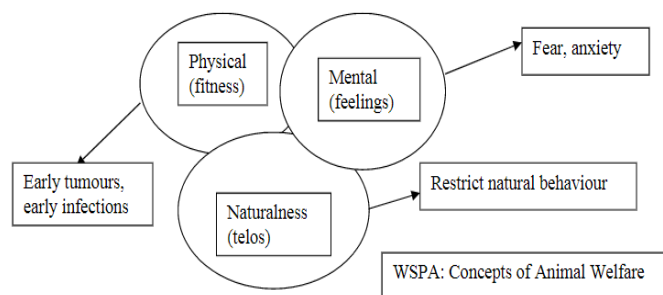 Physical
(fitness)
Mental
(feelings)
Fear, anxiety
Early tumours,
early infections
Naturalness
(telos)
Restrict natural behaviour
WSPA: Concepts of Animal Welfare